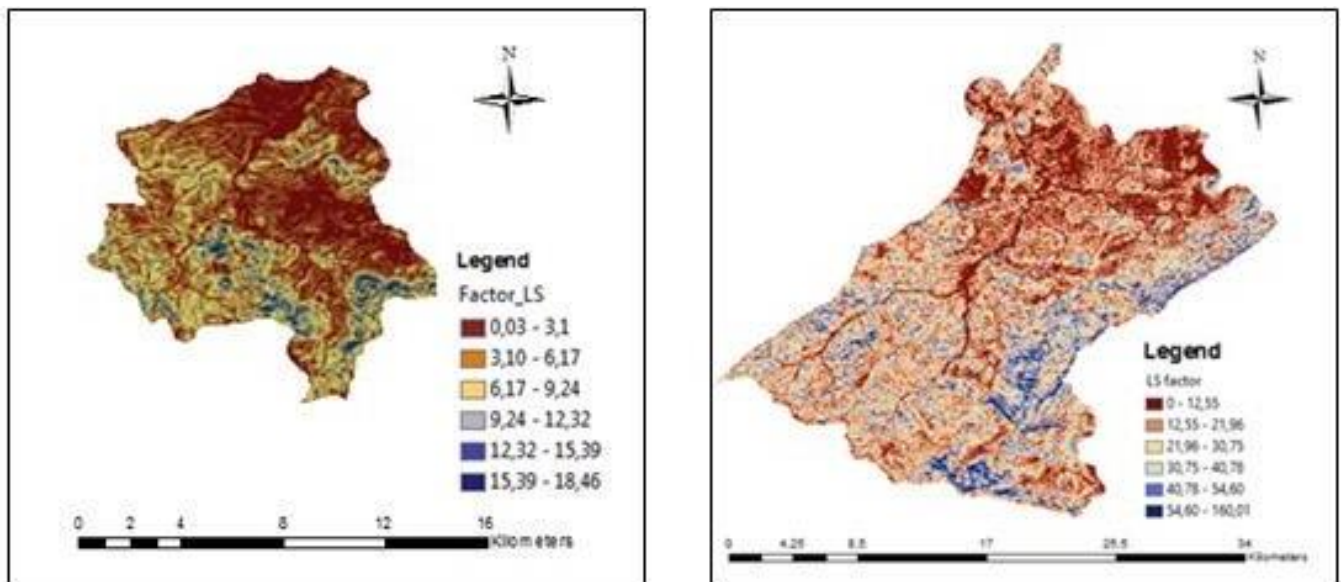 N
Legend
Factor_LS
0,03 - 3,1
3,10 - 6,17
6,17 - 9,24
9,24 - 12,32
12,32 - 15,39
15,39 - 18,46
0 2 4 8 12 16
Kilometers
N
Legend
LS factor
0 - 12,55
12,55 - 21,96
21,96 - 30,75
30,75 - 40,78
40,78 - 54,60
54,60 - 160,01
0 4.25 8.5 17 25.5 34
Kilometers